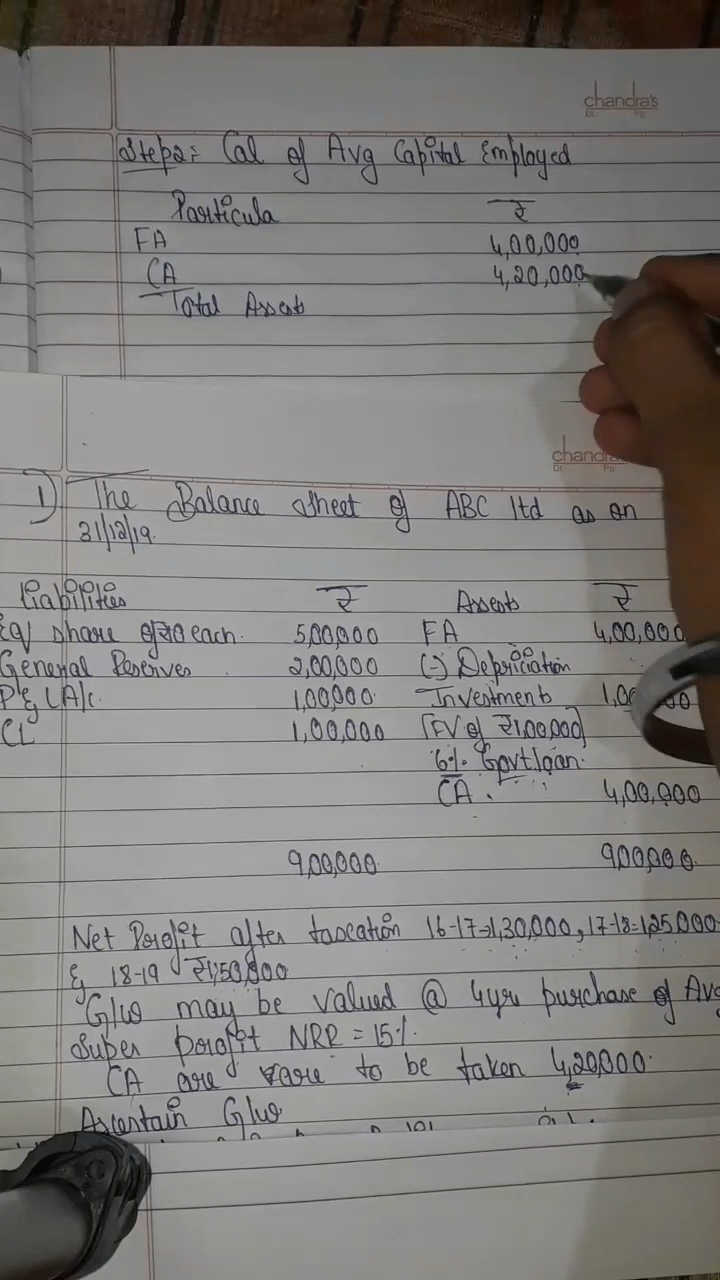 chandra's
Step2: Cal of Avg Capital Employed
Particula ₹
FA 4,00,000
CA 4,20,000
Total Assets
1) The Balance Sheet of ABC ltd as on
31/12/19.
Liabilities ₹ Assets ₹
Eq share each. 5,00,000 FA 4,00,000
General Reserves 2,00,000 (-) Depriciation
P & L A/c. 1,00,000 Investment
CL 1,00,000 [FV of ₹1,00,000]
6% Govt loan.
CA. 4,00,000
9,00,000 9,00,000
Net Profit after taxation 16-17=1,30,000, 17-18=1,25,000
& 18-19 ₹1,50,000
G/w may be valued @ 4yr purchase of Avg
Super profit NRR = 15%.
CA are to be taken 4,20,000.
Ascertain G/w